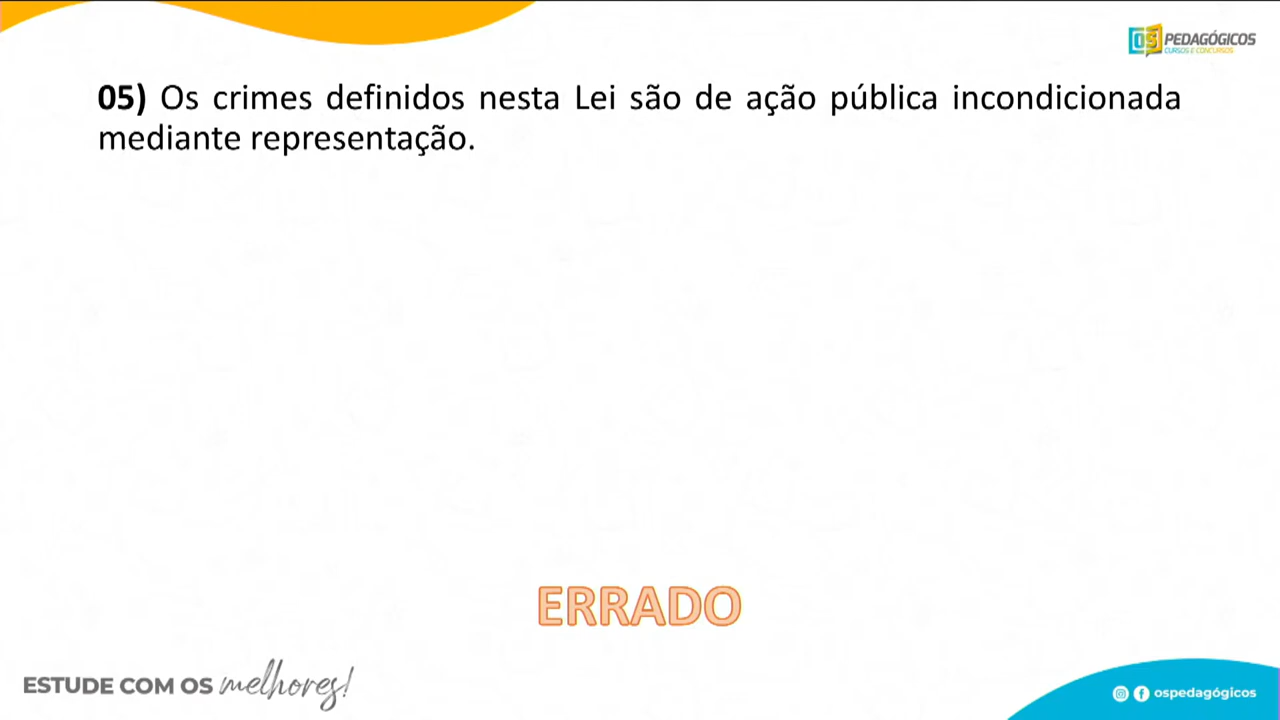 OS PEDAGÓGICOS
CURSOS E CONCURSOS
05) Os crimes definidos nesta Lei são de ação pública incondicionada
mediante representação.
ERRADO
ESTUDE COM OS melhores!
ospedagógicos